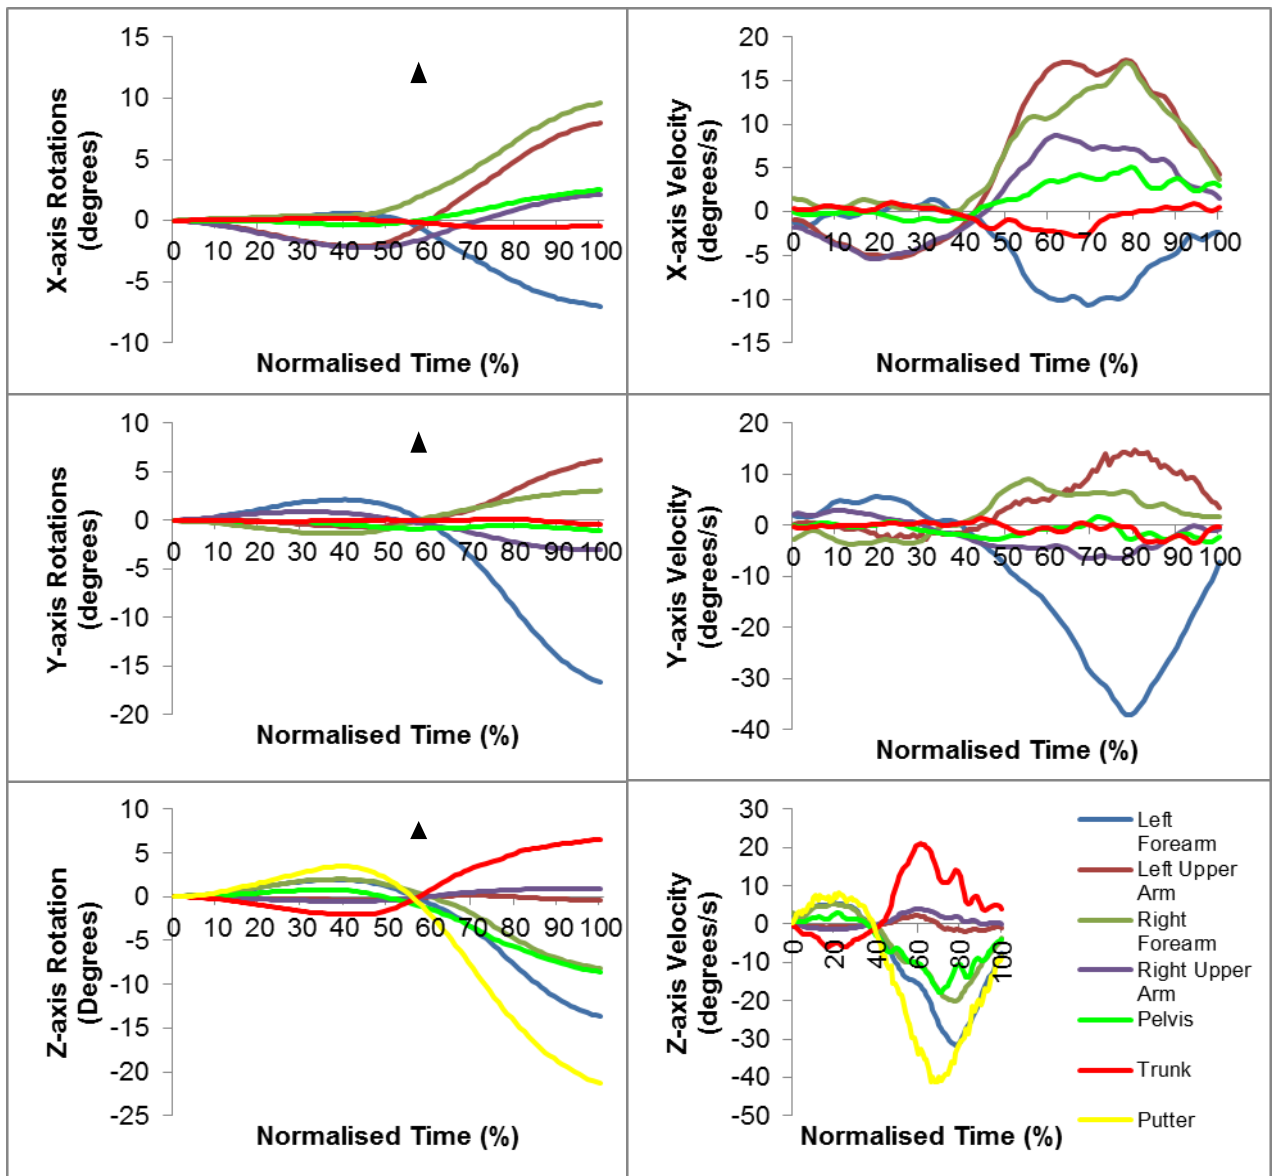 X-axis Rotations
(degrees)
15
10
5
0
-5
-10
0 10 20 30 40 50 60 70 80 90 100
Normalised Time (%)
X-axis Velocity
(degrees/s)
20
15
10
5
0
-5
-10
-15
0 10 20 30 40 50 60 70 80 90 100
Normalised Time (%)
Y-axis Rotations
(degrees)
10
5
0
-5
-10
-15
-20
0 10 20 30 40 50 60 70 80 90 100
Normalised Time (%)
Y-axis Velocity
(degrees/s)
20
10
0
-10
-20
-30
-40
0 10 20 30 40 50 60 70 80 90 100
Normalised Time (%)
Z-axis Rotation
(Degrees)
10
5
0
-5
-10
-15
-20
-25
0 10 20 30 40 50 60 70 80 90 100
Normalised Time (%)
Z-axis Velocity
(degrees/s)
30
20
10
0
-10
-20
-30
-40
-50
0 20 40 60 80 100
Normalised Time (%)
Left
Forearm
Left Upper
Arm
Right
Forearm
Right Upper
Arm
Pelvis
Trunk
Putter